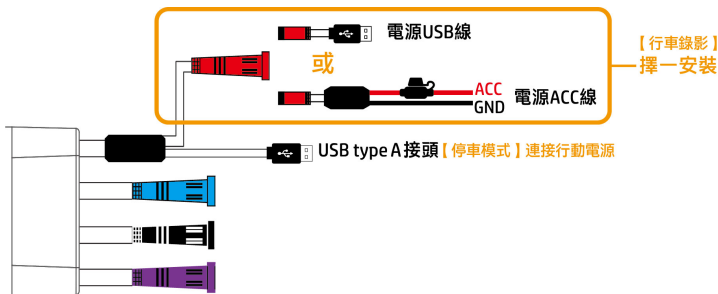 電源USB線
或
【行車錄影】
擇一安裝
ACC
GND
電源ACC線
USB type A接頭【停車模式】連接行動電源